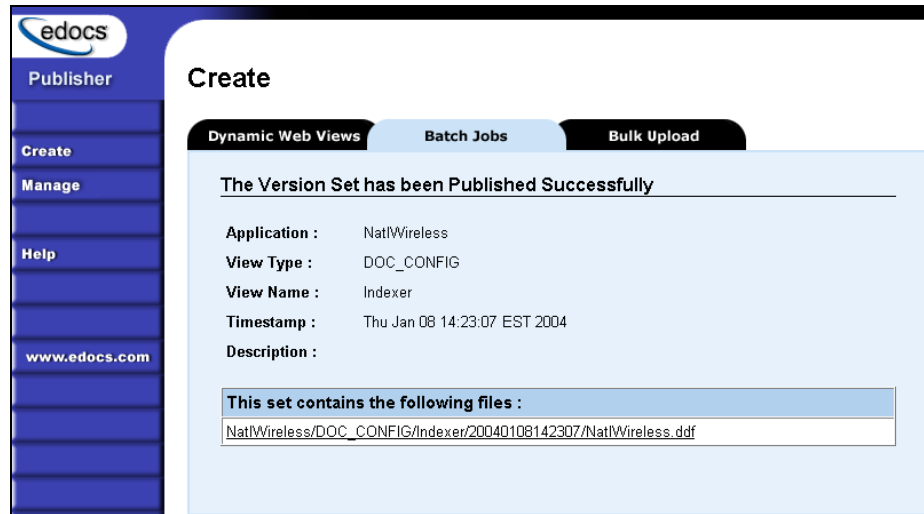 edocs
Publisher
Create
Manage
Help
www.edocs.com
Create
Dynamic Web Views
Batch Jobs
Bulk Upload
The Version Set has been Published Successfully
Application : NatlWireless
View Type : DOC_CONFIG
View Name : Indexer
Timestamp : Thu Jan 08 14:23:07 EST 2004
Description :
This set contains the following files :
NatlWireless/DOC_CONFIG/Indexer/20040108142307/NatlWireless.ddf